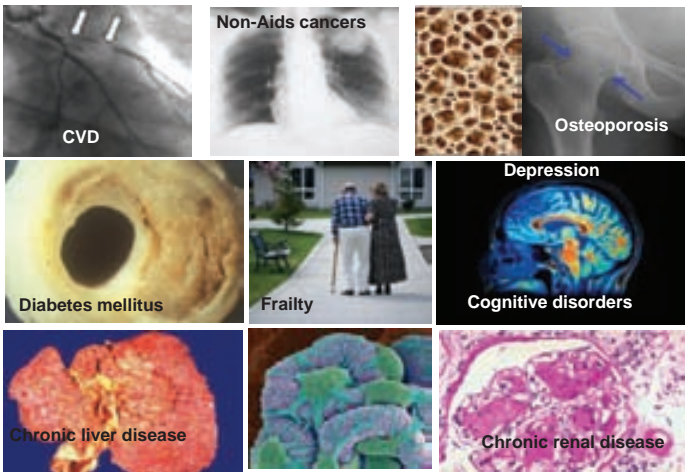 CVD
Non-Aids cancers
Osteoporosis
Diabetes mellitus
Frailty
Depression
Cognitive disorders
Chronic liver disease
Chronic renal disease